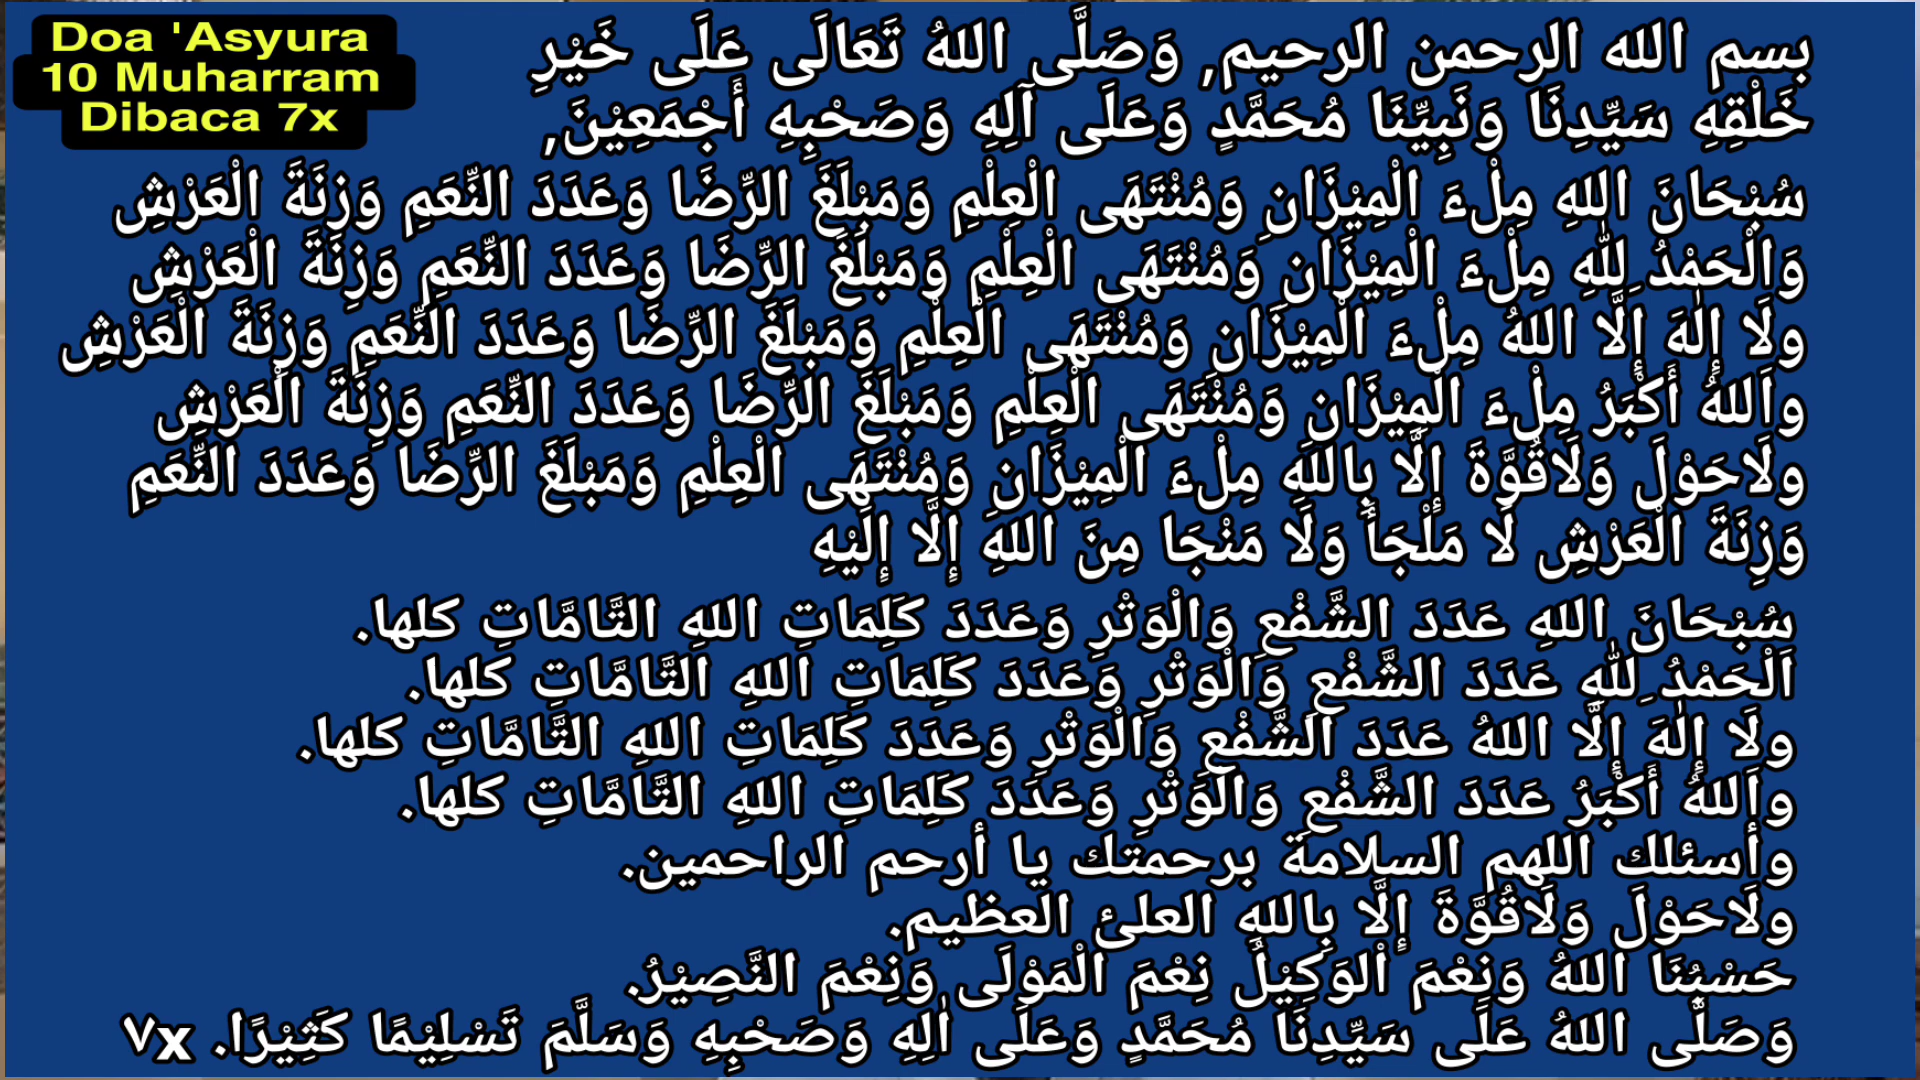 Doa 'Asyura
10 Muharram
Dibaca 7x
بسم الله الرحمن الرحيم, وَصَلَّى اللهُ تَعَالَى عَلَى خَيْرِ
خَلْقِهِ سَيِّدِنَا وَنَبِيِّنَا مُحَمَّدٍ وَعَلَى آلِهِ وَصَحْبِهِ أَجْمَعِيْنَ,
سُبْحَانَ اللهِ مِلْءَ الْمِيْزَانِ وَمُنْتَهَى الْعِلْمِ وَمَبْلَغَ الرِّضَا وَعَدَدَ النِّعَمِ وَزِنَةَ الْعَرْشِ
وَالْحَمْدُ لِلّٰهِ مِلْءَ الْمِيْزَانِ وَمُنْتَهَى الْعِلْمِ وَمَبْلَغَ الرِّضَا وَعَدَدَ النِّعَمِ وَزِنَةَ الْعَرْشِ
ولَا إِلٰهَ إِلَّا اللهُ مِلْءَ الْمِيْزَانِ وَمُنْتَهَى الْعِلْمِ وَمَبْلَغَ الرِّضَا وَعَدَدَ النِّعَمِ وَزِنَةَ الْعَرْشِ
واَللهُ أَكْبَرُ مِلْءَ الْمِيْزَانِ وَمُنْتَهَى الْعِلْمِ وَمَبْلَغَ الرِّضَا وَعَدَدَ النِّعَمِ وَزِنَةَ الْعَرْشِ
ولَاحَوْلَ وَلَاقُوَّةَ إِلَّا بِاللهِ مِلْءَ الْمِيْزَانِ وَمُنْتَهَى الْعِلْمِ وَمَبْلَغَ الرِّضَا وَعَدَدَ النِّعَمِ
وَزِنَةَ الْعَرْشِ لَا مَلْجَأَ وَلَا مَنْجَا مِنَ اللهِ إِلَّا إِلَيْهِ
سُبْحَانَ اللهِ عَدَدَ الشَّفْعِ وَالْوَتْرِ وَعَدَدَ كَلِمَاتِ اللهِ التَّامَّاتِ كلها.
اَلْحَمْدُ لِلّٰهِ عَدَدَ الشَّفْعِ وَالْوَتْرِ وَعَدَدَ كَلِمَاتِ اللهِ التَّامَّاتِ كلها.
ولَا إِلٰهَ إِلَّا اللهُ عَدَدَ الشَّفْعِ وَالْوَتْرِ وَعَدَدَ كَلِمَاتِ اللهِ التَّامَّاتِ كلها.
واَللهُ أَكْبَرُ عَدَدَ الشَّفْعِ وَالْوَتْرِ وَعَدَدَ كَلِمَاتِ اللهِ التَّامَّاتِ كلها.
وأسئلك اللهم السلامة برحمتك يا أرحم الراحمين.
ولَاحَوْلَ وَلَاقُوَّةَ إِلَّا بِاللهِ العلئ العظيم.
حَسْبُنَا اللهُ وَنِعْمَ اْلوَكِيْلُ نِعْمَ الْمَوْلَى وَنِعْمَ النَّصِيْرُ.
وَصَلَّى اللهُ عَلَى سَيِّدِنَا مُحَمَّدٍ وَعَلَى اٰلِهِ وَصَحْبِهِ وَسَلَّمَ تَسْلِيْمًا كَثِيْرًا. ٧x